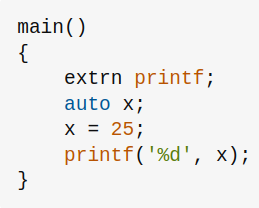 main()
{
    extrn printf;
    auto x;
    x = 25;
    printf('%d', x);
}